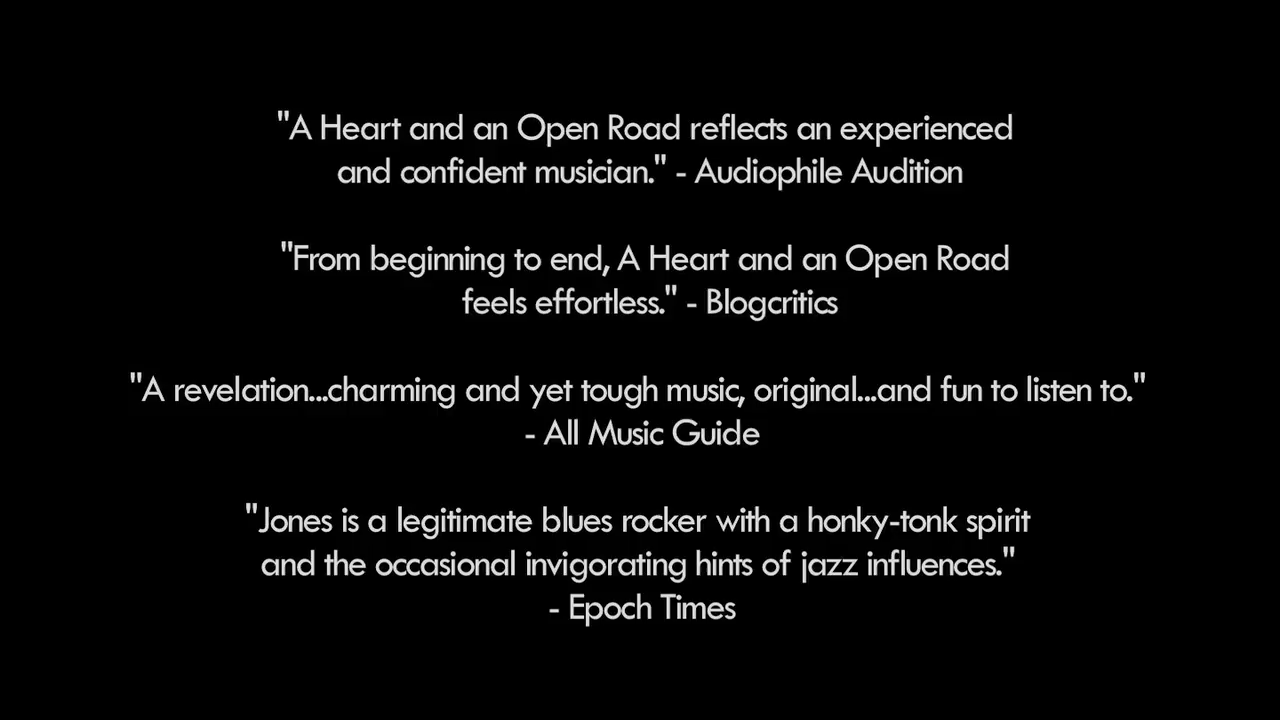 "A Heart and an Open Road reflects an experienced
and confident musician." - Audiophile Audition
"From beginning to end, A Heart and an Open Road
feels effortless." - Blogcritics
"A revelation...charming and yet tough music, original...and fun to listen to."
- All Music Guide
"Jones is a legitimate blues rocker with a honky-tonk spirit
and the occasional invigorating hints of jazz influences."
- Epoch Times